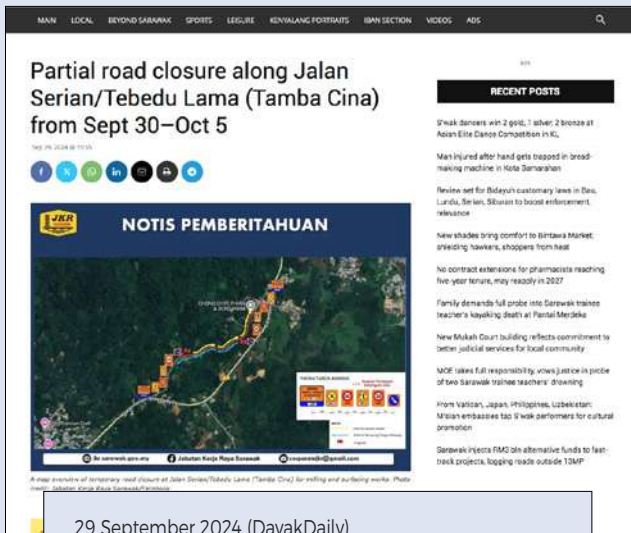 MAIN LOCAL BEYOND SARAWAK SPORTS LEISURE KENYALANG PORTRAITS IBAN SECTION VIDEOS ADS
Partial road closure along Jalan
Serian/Tebedu Lama (Tamba Cina)
from Sept 30–Oct 5
JKR
NOTIS PEMBERITAHUAN
Jabatan Kerja Raya Sarawak
A map overview of temporary road closure at Jalan Serian/Tebedu Lama (Tamba Cina) for milling and surfacing works. Photo
credit: Jabatan Kerja Raya Sarawak/Facebook
ADS
RECENT POSTS
S'wak dancers win 2 gold, 1 silver, 2 bronze at
Asian Elite Dance Competition in KL
Man injured after hand gets trapped in bread-
making machine in Kota Samarahan
Review set for Bidayuh customary laws in Bau,
Lundu, Serian, Siburan to boost enforcement,
relevance
New shades bring comfort to Bintawa Market,
shielding hawkers, shoppers from heat
No contract extensions for pharmacists reaching
five-year tenure, may reapply in 2027
Family demands full probe into Sarawak trainee
teacher's kayaking death at Pantai Merdeka
New Mukah Court building reflects commitment to
better judicial services for local community
MOE takes full responsibility, vows justice in probe
of two Sarawak trainee teachers' drowning
From Vatican, Japan, Philippines, Uzbekistan:
M'sian embassies tap S'wak performers for cultural
promotion
Sarawak injects RM3 bln alternative funds to fast-
track projects, logging roads outside 13MP
29 September 2024 (DayakDaily)